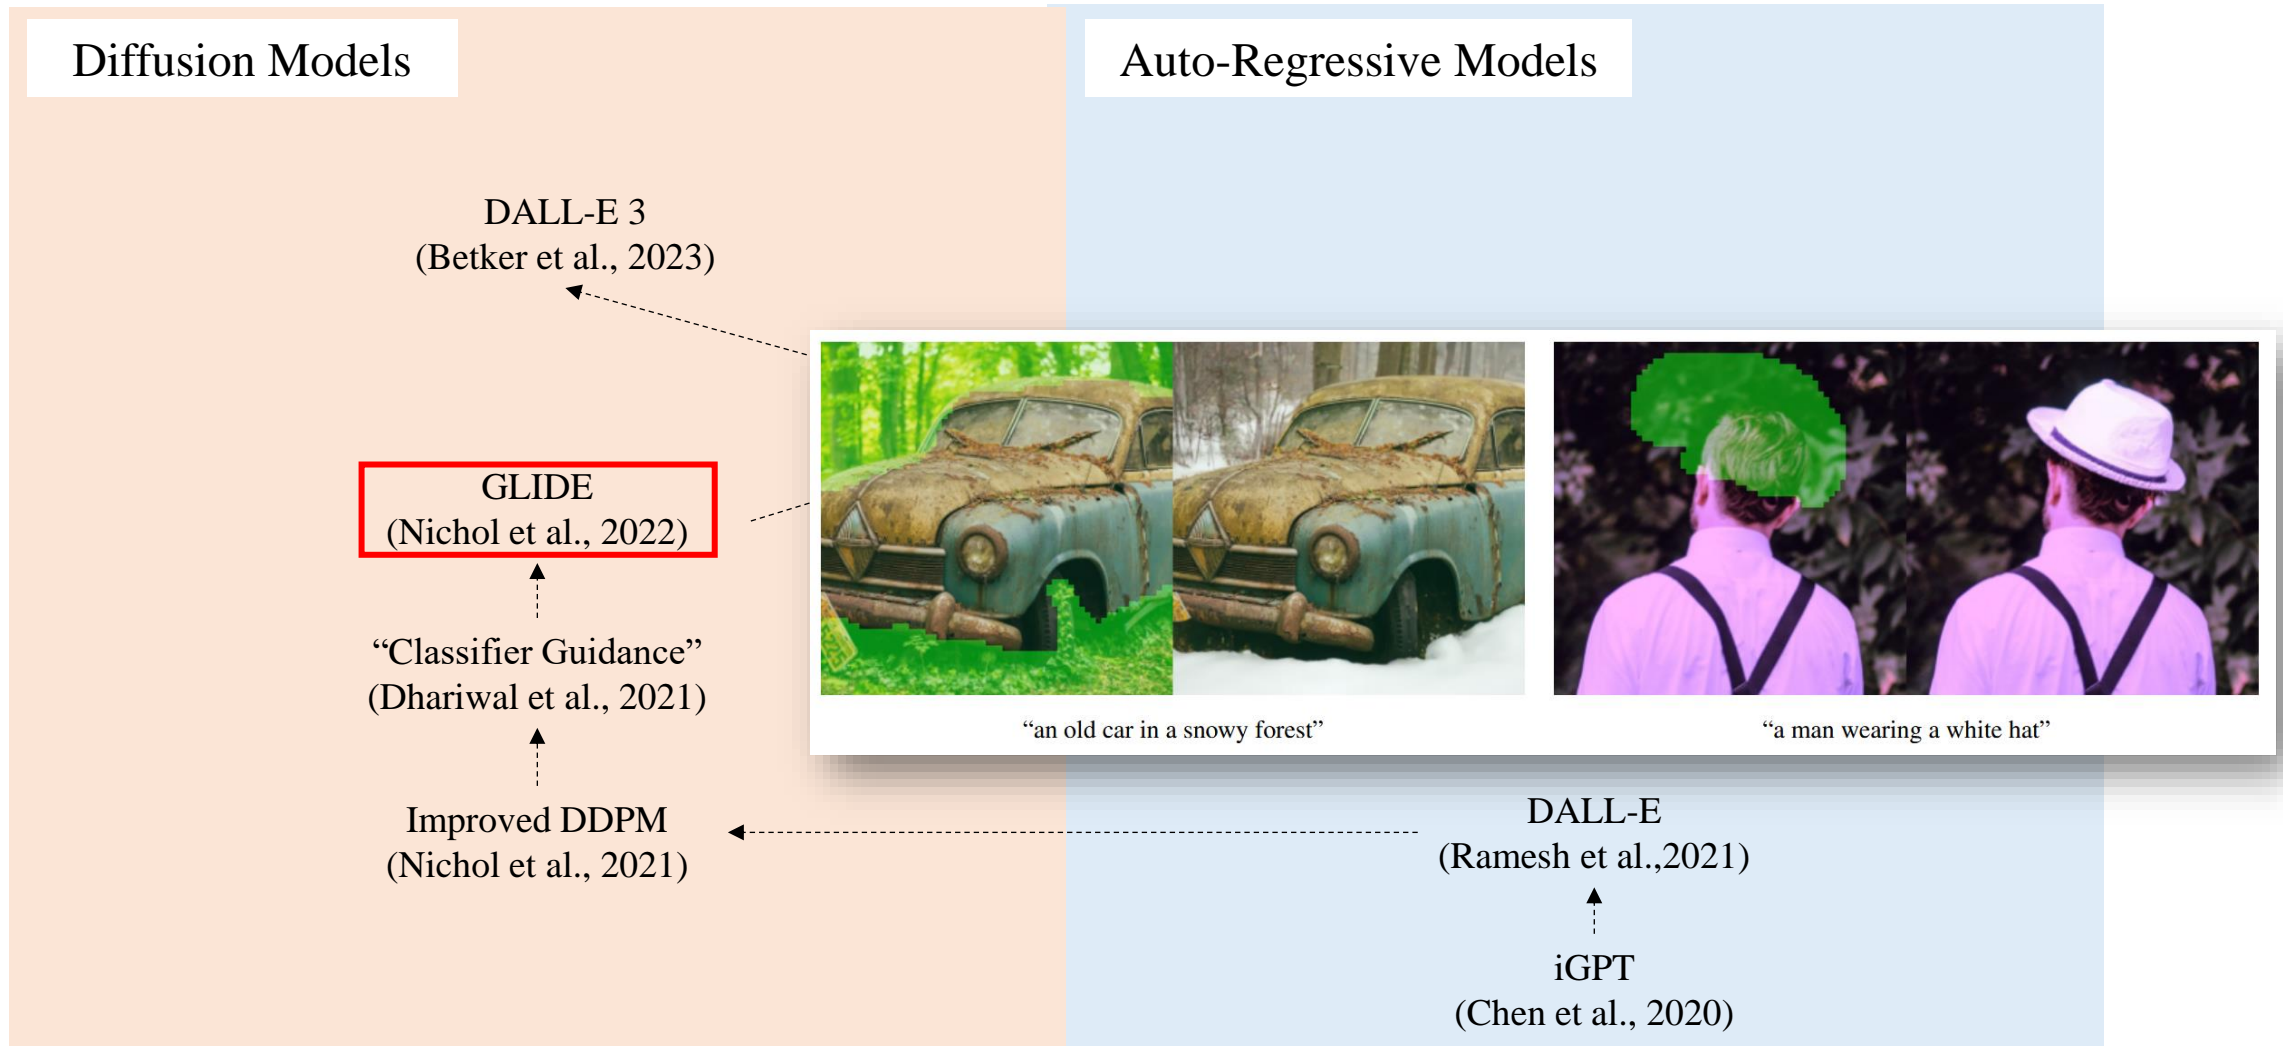 Diffusion Models
Auto-Regressive Models
DALL-E 3
(Betker et al., 2023)
GLIDE
(Nichol et al., 2022)
“Classifier Guidance”
(Dhariwal et al., 2021)
“an old car in a snowy forest”
“a man wearing a white hat”
Improved DDPM
(Nichol et al., 2021)
DALL-E
(Ramesh et al.,2021)
iGPT
(Chen et al., 2020)